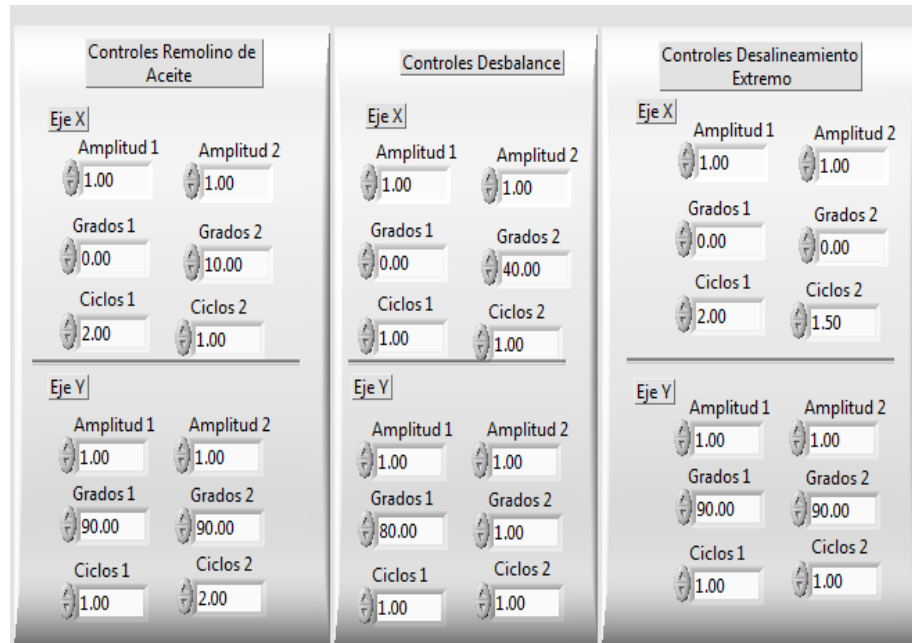 Controles Remolino de
Aceite
Eje X
Amplitud 1 Amplitud 2
1.00 1.00
Grados 1 Grados 2
0.00 10.00
Ciclos 1 Ciclos 2
2.00 1.00
Eje Y
Amplitud 1 Amplitud 2
1.00 1.00
Grados 1 Grados 2
90.00 90.00
Ciclos 1 Ciclos 2
1.00 2.00
Controles Desbalance
Eje X
Amplitud 1 Amplitud 2
1.00 1.00
Grados 1 Grados 2
0.00 40.00
Ciclos 1 Ciclos 2
1.00 1.00
Eje Y
Amplitud 1 Amplitud 2
1.00 1.00
Grados 1 Grados 2
80.00 1.00
Ciclos 1 Ciclos 2
1.00 1.00
Controles Desalineamiento
Extremo
Eje X
Amplitud 1 Amplitud 2
1.00 1.00
Grados 1 Grados 2
0.00 0.00
Ciclos 1 Ciclos 2
2.00 1.50
Eje Y
Amplitud 1 Amplitud 2
1.00 1.00
Grados 1 Grados 2
90.00 90.00
Ciclos 1 Ciclos 2
1.00 1.00